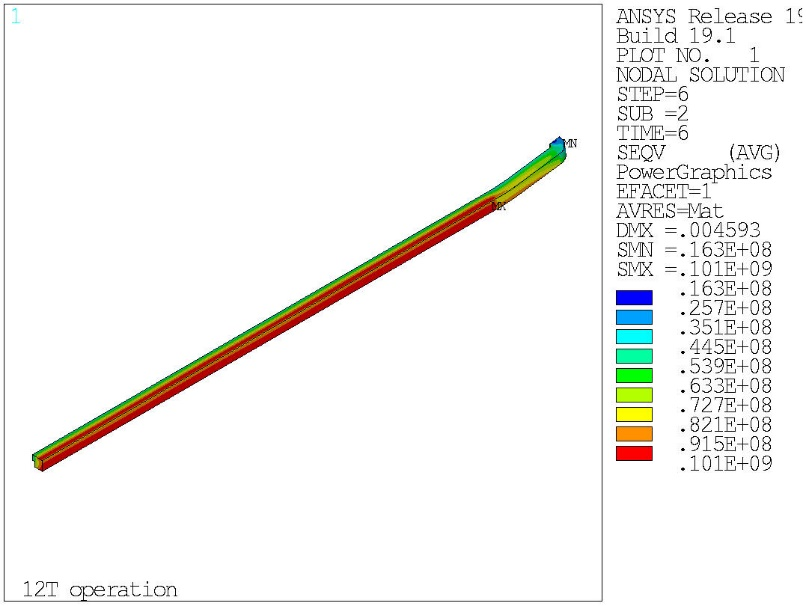 1
ANSYS Release 19
Build 19.1
PLOT NO.   1
NODAL SOLUTION
STEP=6
SUB =2
TIME=6
SEQV     (AVG)
PowerGraphics
EFACET=1
AVRES=Mat
DMX =.004593
SMN =.163E+08
SMX =.101E+09
.163E+08
.257E+08
.351E+08
.445E+08
.539E+08
.633E+08
.727E+08
.821E+08
.915E+08
.101E+09
MN
MX
12T operation